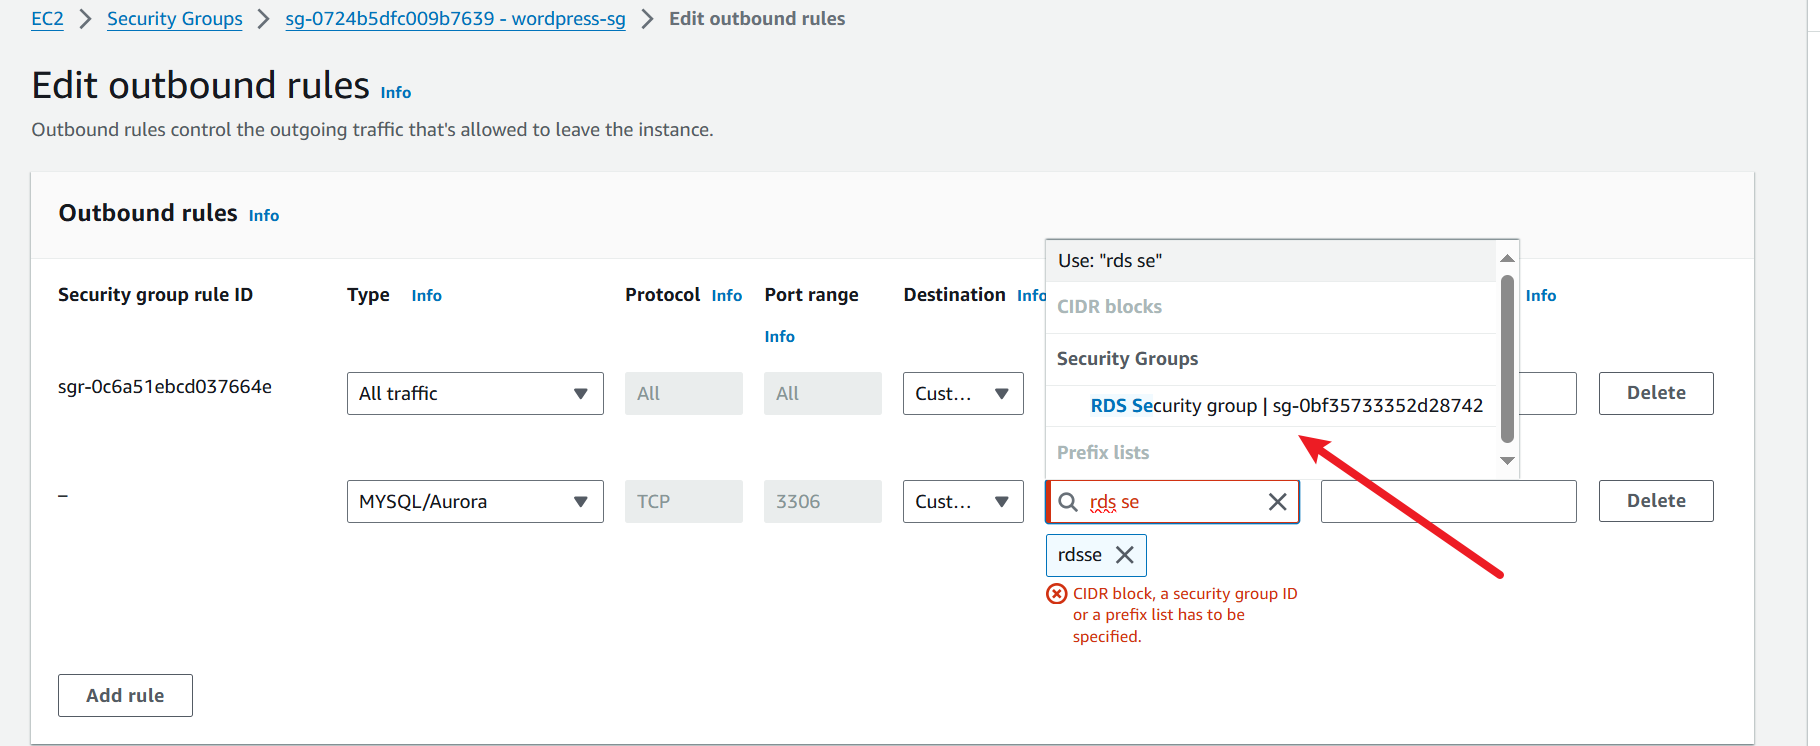 EC2 > Security Groups > sg-0724b5dfc009b7639 - wordpress-sg > Edit outbound rules
Edit outbound rules Info
Outbound rules control the outgoing traffic that's allowed to leave the instance.
Outbound rules Info
Security group rule ID Type Info Protocol Info Port range Info Destination Info Info
Use: "rds se"
CIDR blocks
Security Groups
RDS Security group | sg-0bf35733352d28742
Prefix lists
sgr-0c6a51ebcd037664e All traffic All All Cust... Delete
– MYSQL/Aurora TCP 3306 Cust... rds se Delete
rdsse
CIDR block, a security group ID
or a prefix list has to be
specified.
Add rule